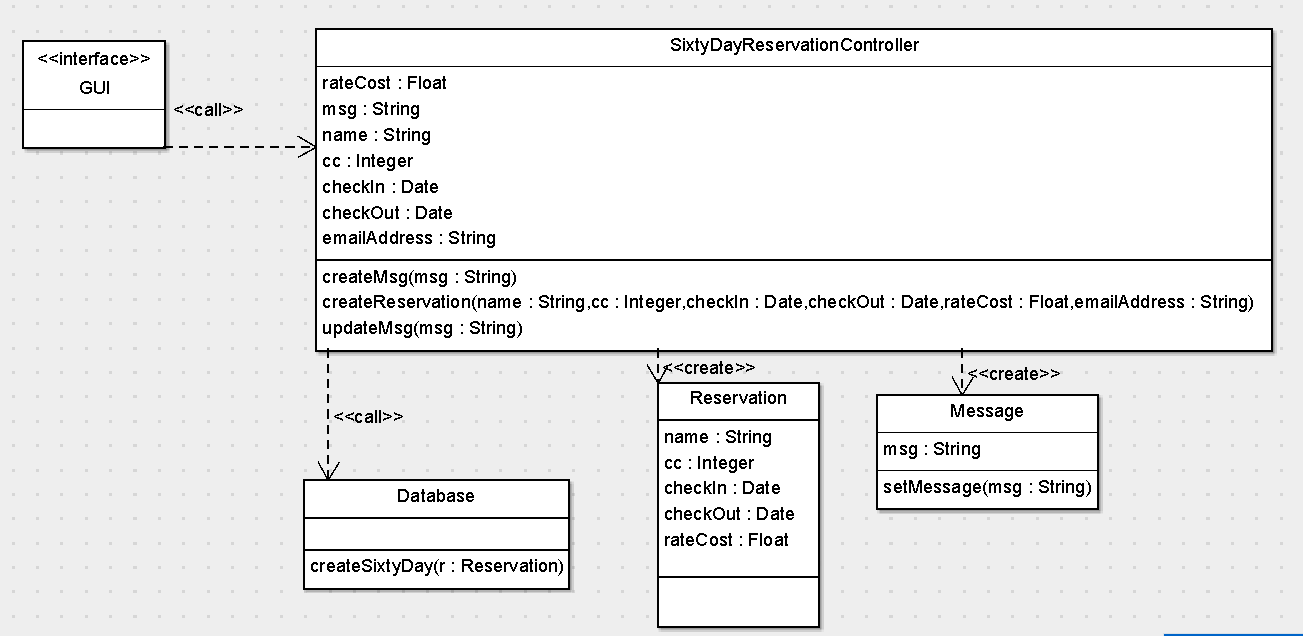 <<interface>>
GUI
<<call>>
SixtyDayReservationController
rateCost : Float
msg : String
name : String
cc : Integer
checkIn : Date
checkOut : Date
emailAddress : String
createMsg(msg : String)
createReservation(name : String,cc : Integer,checkIn : Date,checkOut : Date,rateCost : Float,emailAddress : String)
updateMsg(msg : String)
<<call>>
Database
createSixtyDay(r : Reservation)
<<create>>
Reservation
name : String
cc : Integer
checkIn : Date
checkOut : Date
rateCost : Float
<<create>>
Message
msg : String
setMessage(msg : String)